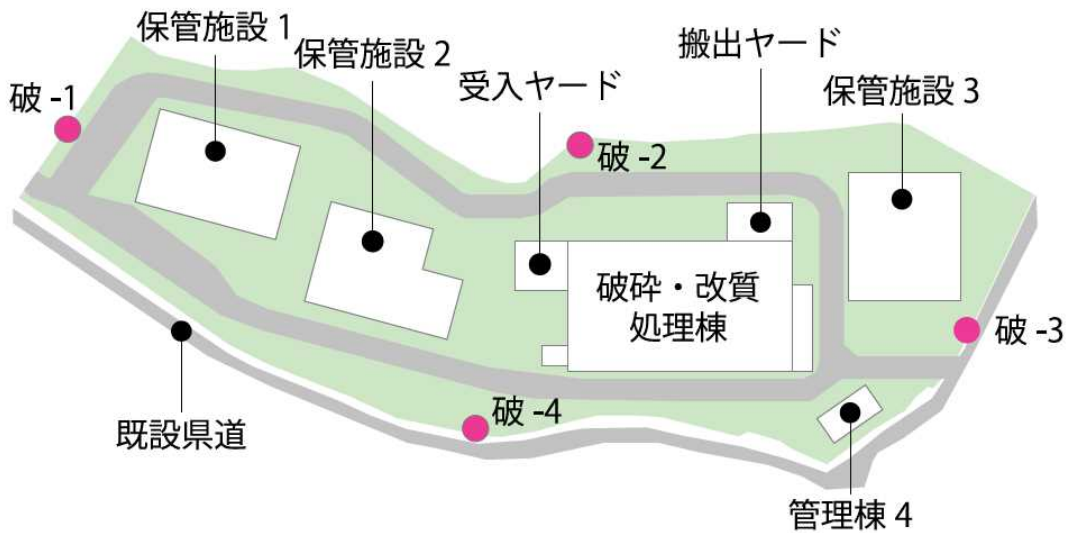 保管施設 1
保管施設 2
搬出ヤード
受入ヤード
保管施設 3
破 -1
破 -2
破砕・改質
処理棟
破 -3
破 -4
既設県道
管理棟 4